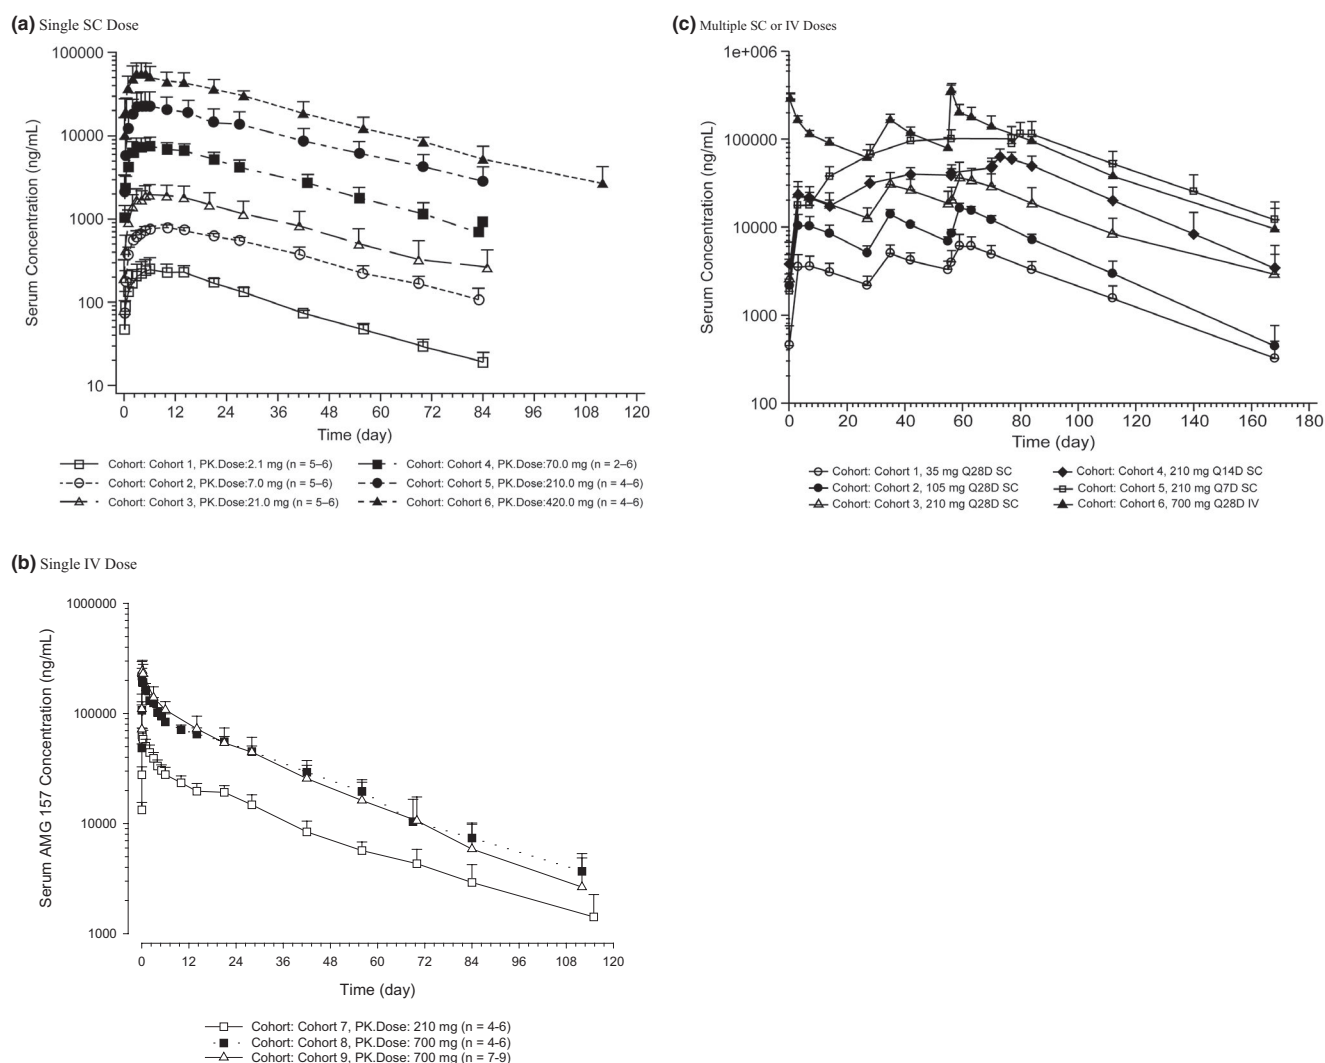 (a) Single SC Dose
Serum Concentration (ng/mL)
100000
10000
1000
100
10
0 12 24 36 48 60 72 84 96 108 120
Time (day)
Cohort: Cohort 1, PK.Dose:2.1 mg (n = 5–6)
Cohort: Cohort 2, PK.Dose:7.0 mg (n = 5–6)
Cohort: Cohort 3, PK.Dose:21.0 mg (n = 5–6)
Cohort: Cohort 4, PK.Dose:70.0 mg (n = 2–6)
Cohort: Cohort 5, PK.Dose:210.0 mg (n = 4–6)
Cohort: Cohort 6, PK.Dose:420.0 mg (n = 4–6)
(b) Single IV Dose
Serum AMG 157 Concentration (ng/mL)
1000000
100000
10000
1000
0 12 24 36 48 60 72 84 96 108 120
Time (day)
Cohort: Cohort 7, PK.Dose: 210 mg (n = 4-6)
Cohort: Cohort 8, PK.Dose: 700 mg (n = 4-6)
Cohort: Cohort 9, PK.Dose: 700 mg (n = 7-9)
(c) Multiple SC or IV Doses
Serum Concentration (ng/mL)
1e+006
100000
10000
1000
100
0 20 40 60 80 100 120 140 160 180
Time (day)
Cohort: Cohort 1, 35 mg Q28D SC
Cohort: Cohort 2, 105 mg Q28D SC
Cohort: Cohort 3, 210 mg Q28D SC
Cohort: Cohort 4, 210 mg Q14D SC
Cohort: Cohort 5, 210 mg Q7D SC
Cohort: Cohort 6, 700 mg Q28D IV